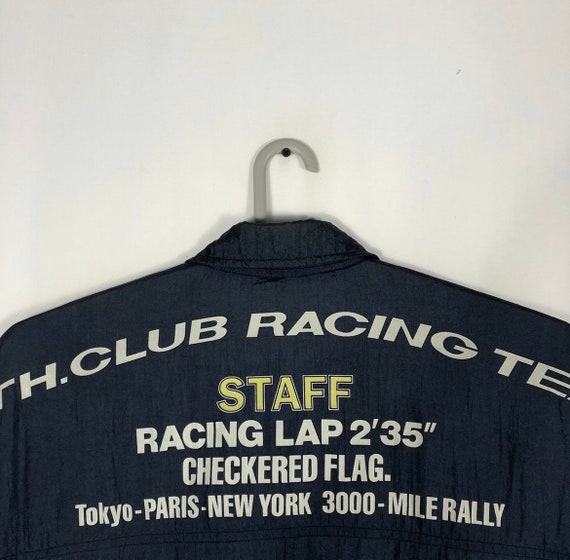 TH.CLUB RACING TE
STAFF
RACING LAP 2'35"
CHECKERED FLAG.
Tokyo-PARIS-NEW YORK 3000-MILE RALLY